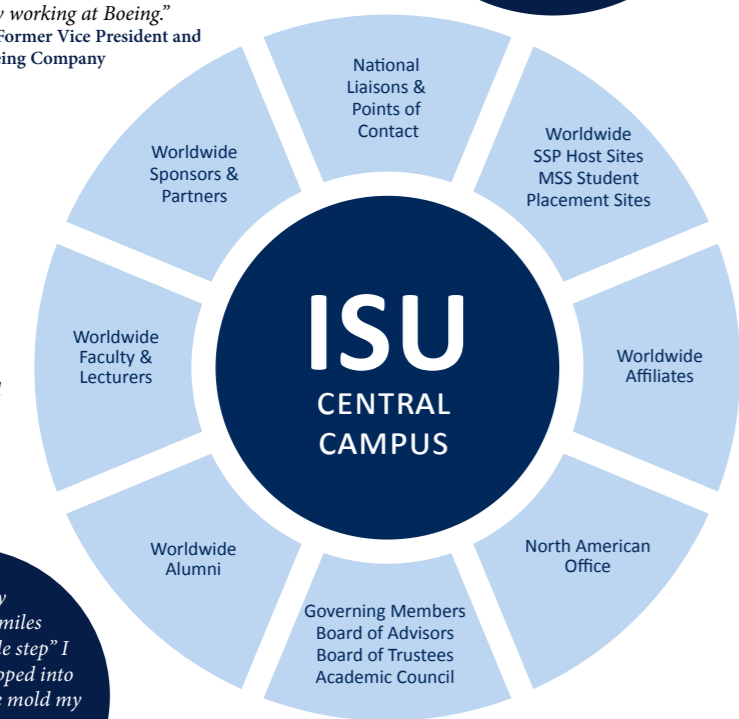 working at Boeing.”
Former Vice President and
eing Company
National
Liaisons &
Points of
Contact
Worldwide
SSP Host Sites
MSS Student
Placement Sites
Worldwide
Affiliates
North American
Office
Governing Members
Board of Advisors
Board of Trustees
Academic Council
Worldwide
Alumni
Worldwide
Faculty &
Lecturers
Worldwide
Sponsors &
Partners
ISU
CENTRAL
CAMPUS
miles
le step” I
pped into
mold my